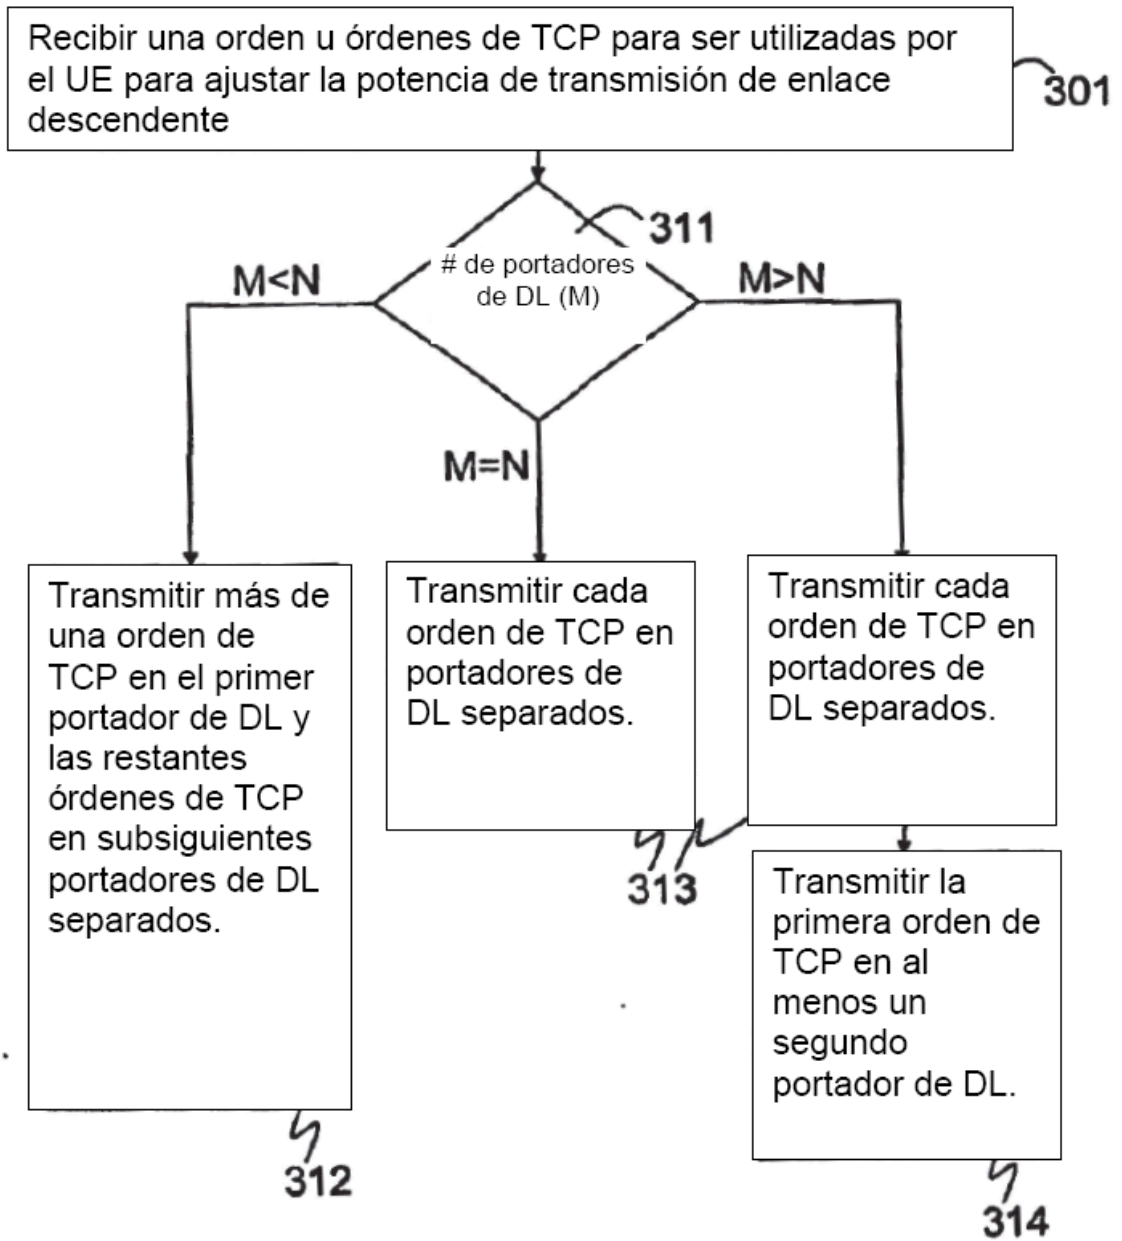 Recibir una orden u órdenes de TCP para ser utilizadas por
el UE para ajustar la potencia de transmisión de enlace
descendente
301
311
# de portadores
de DL (M)
M<N
M>N
M=N
Transmitir más de
una orden de
TCP en el primer
portador de DL y
las restantes
órdenes de TCP
en subsiguientes
portadores de DL
separados.
312
Transmitir cada
orden de TCP en
portadores de
DL separados.
313
Transmitir cada
orden de TCP en
portadores de
DL separados.
Transmitir la
primera orden de
TCP en al
menos un
segundo
portador de DL.
314